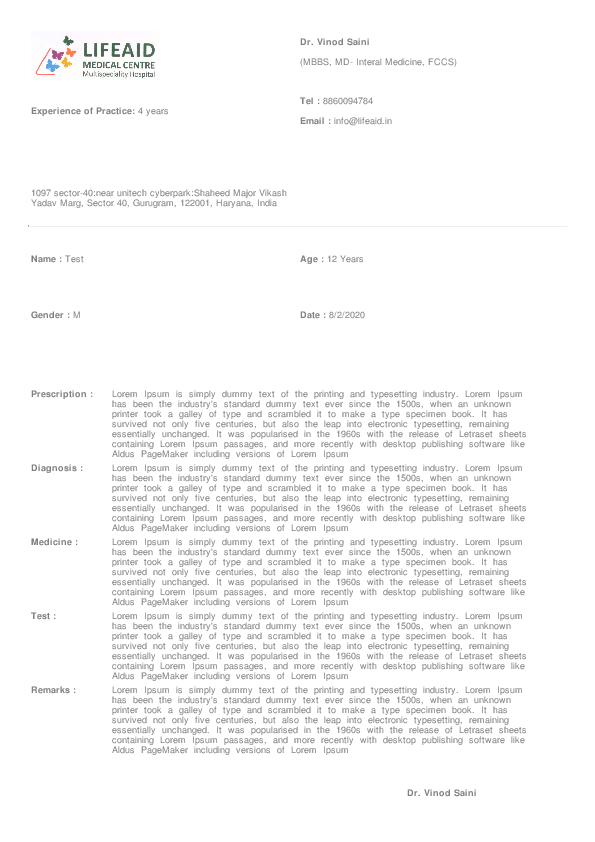 LIFEAID
MEDICAL CENTRE
Multispeciality Hospital
Dr. Vinod Saini
(MBBS, MD- Interal Medicine, FCCS)
Experience of Practice: 4 years
Tel : 8860094784
Email : info@lifeaid.in
1097 sector-40:near unitech cyberpark:Shaheed Major Vikash
Yadav Marg, Sector 40, Gurugram, 122001, Haryana, India
Name : Test
Age : 12 Years
Gender : M
Date : 8/2/2020
Prescription : Lorem Ipsum is simply dummy text of the printing and typesetting industry. Lorem Ipsum
has been the industry's standard dummy text ever since the 1500s, when an unknown
printer took a galley of type and scrambled it to make a type specimen book. It has
survived not only five centuries, but also the leap into electronic typesetting, remaining
essentially unchanged. It was popularised in the 1960s with the release of Letraset sheets
containing Lorem Ipsum passages, and more recently with desktop publishing software like
Aldus PageMaker including versions of Lorem Ipsum
Diagnosis : Lorem Ipsum is simply dummy text of the printing and typesetting industry. Lorem Ipsum
has been the industry's standard dummy text ever since the 1500s, when an unknown
printer took a galley of type and scrambled it to make a type specimen book. It has
survived not only five centuries, but also the leap into electronic typesetting, remaining
essentially unchanged. It was popularised in the 1960s with the release of Letraset sheets
containing Lorem Ipsum passages, and more recently with desktop publishing software like
Aldus PageMaker including versions of Lorem Ipsum
Medicine : Lorem Ipsum is simply dummy text of the printing and typesetting industry. Lorem Ipsum
has been the industry's standard dummy text ever since the 1500s, when an unknown
printer took a galley of type and scrambled it to make a type specimen book. It has
survived not only five centuries, but also the leap into electronic typesetting, remaining
essentially unchanged. It was popularised in the 1960s with the release of Letraset sheets
containing Lorem Ipsum passages, and more recently with desktop publishing software like
Aldus PageMaker including versions of Lorem Ipsum
Test : Lorem Ipsum is simply dummy text of the printing and typesetting industry. Lorem Ipsum
has been the industry's standard dummy text ever since the 1500s, when an unknown
printer took a galley of type and scrambled it to make a type specimen book. It has
survived not only five centuries, but also the leap into electronic typesetting, remaining
essentially unchanged. It was popularised in the 1960s with the release of Letraset sheets
containing Lorem Ipsum passages, and more recently with desktop publishing software like
Aldus PageMaker including versions of Lorem Ipsum
Remarks : Lorem Ipsum is simply dummy text of the printing and typesetting industry. Lorem Ipsum
has been the industry's standard dummy text ever since the 1500s, when an unknown
printer took a galley of type and scrambled it to make a type specimen book. It has
survived not only five centuries, but also the leap into electronic typesetting, remaining
essentially unchanged. It was popularised in the 1960s with the release of Letraset sheets
containing Lorem Ipsum passages, and more recently with desktop publishing software like
Aldus PageMaker including versions of Lorem Ipsum
Dr. Vinod Saini